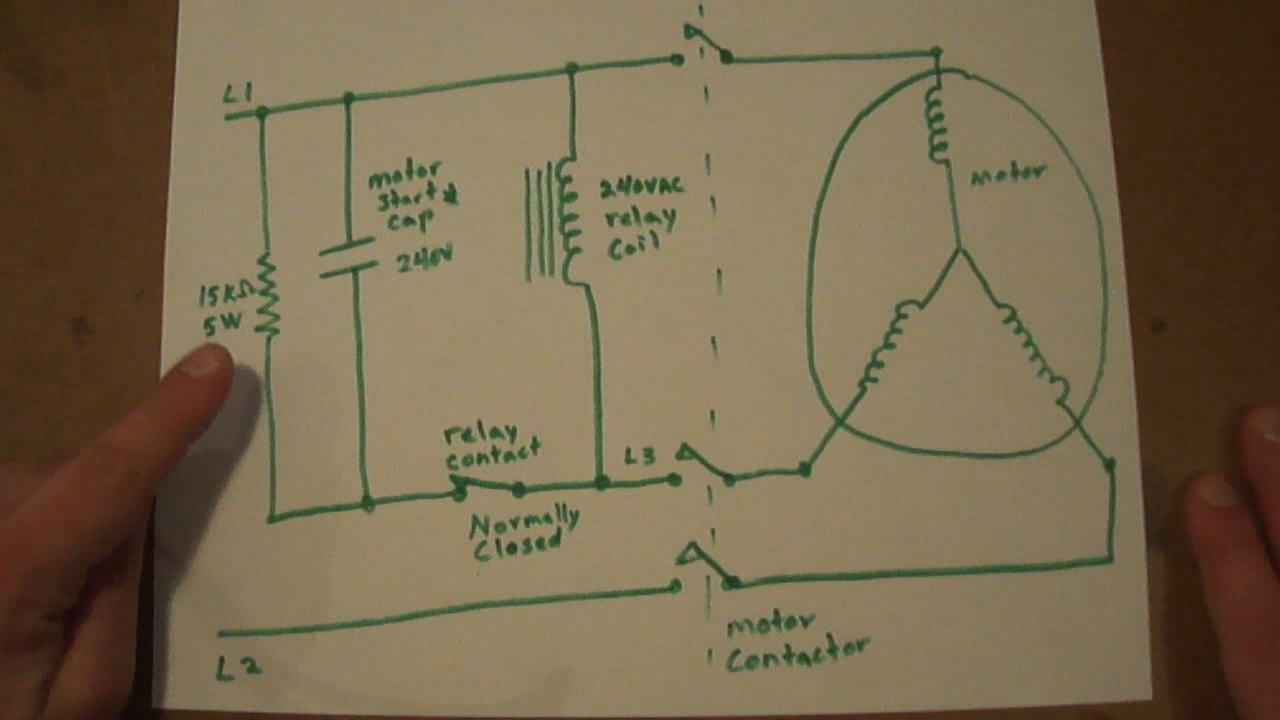 L1
motor
start
cap
240V
240VAC
relay
coil
motor
15KΩ
5W
relay
contact
L3
Normally
Closed
motor
Contactor
L2